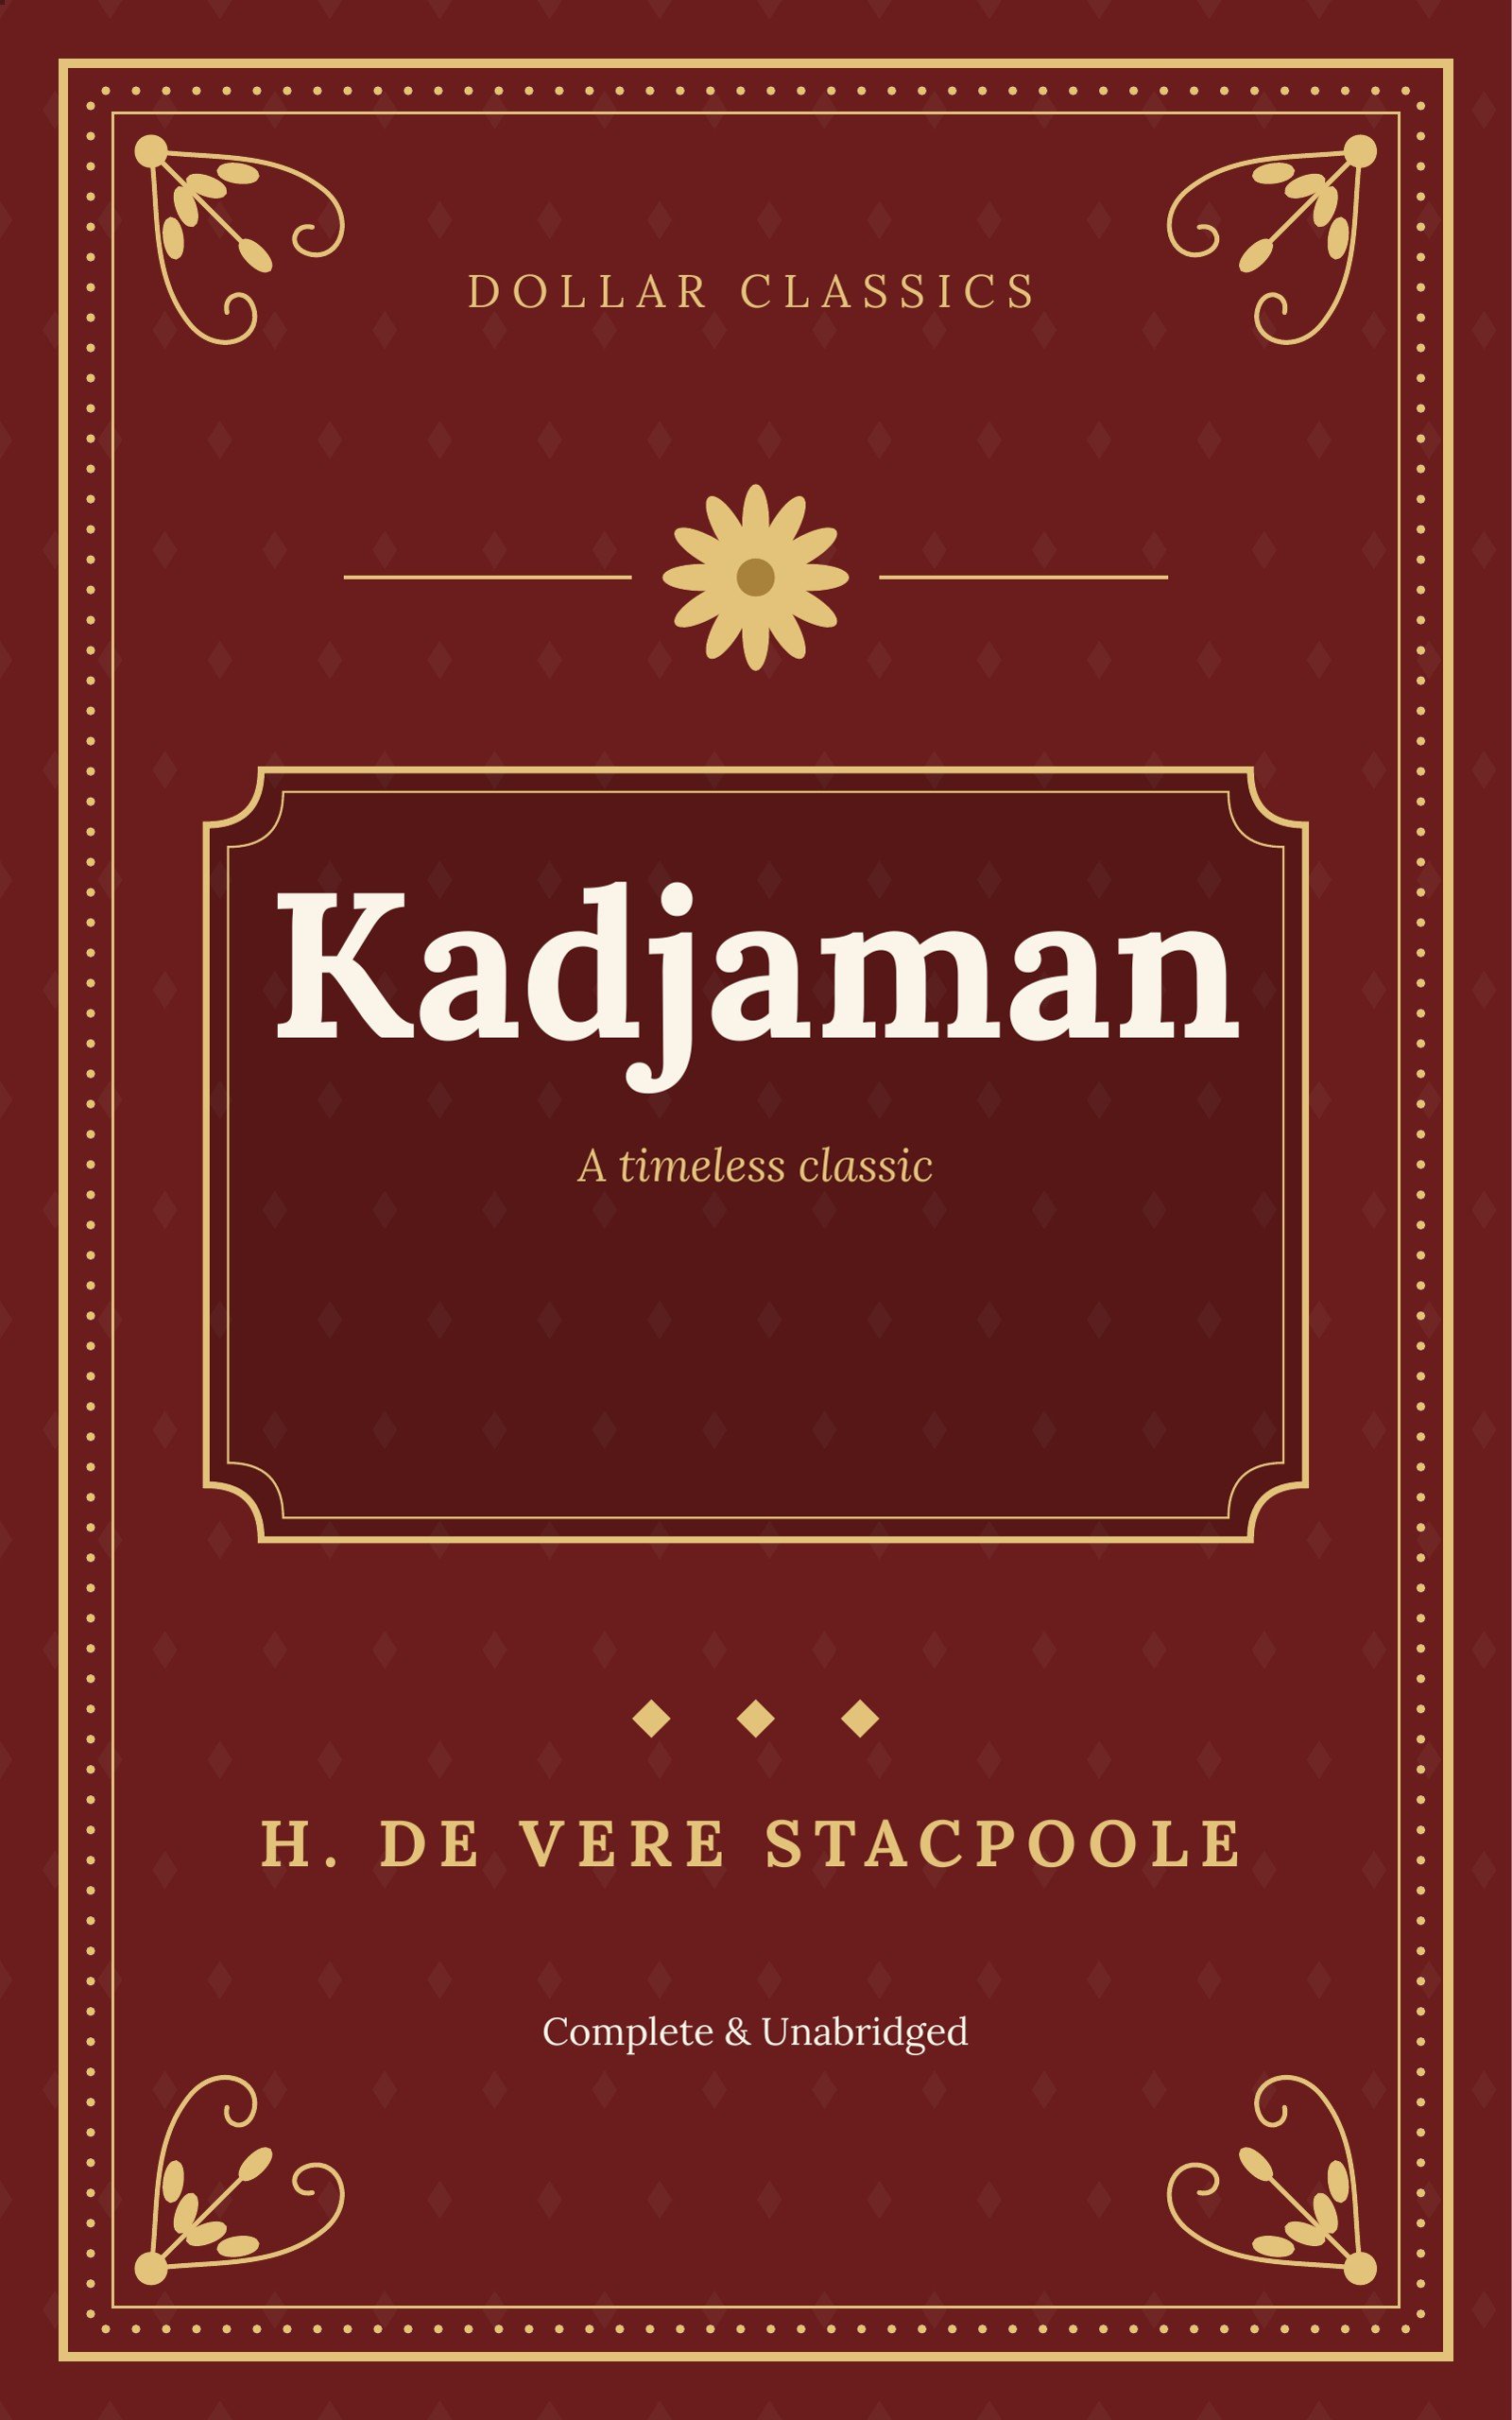 DOLLAR CLASSICS
Kadjaman
A timeless classic
H. DE VERE STACPOOLE
Complete & Unabridged